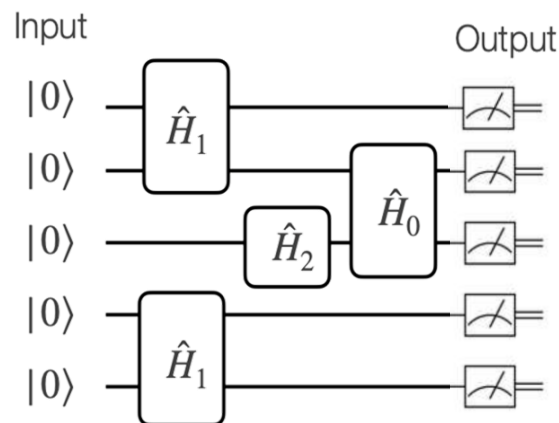 Input
Output
|0⟩
|0⟩
|0⟩
|0⟩
|0⟩
Ĥ₁
Ĥ₀
Ĥ₂
Ĥ₁